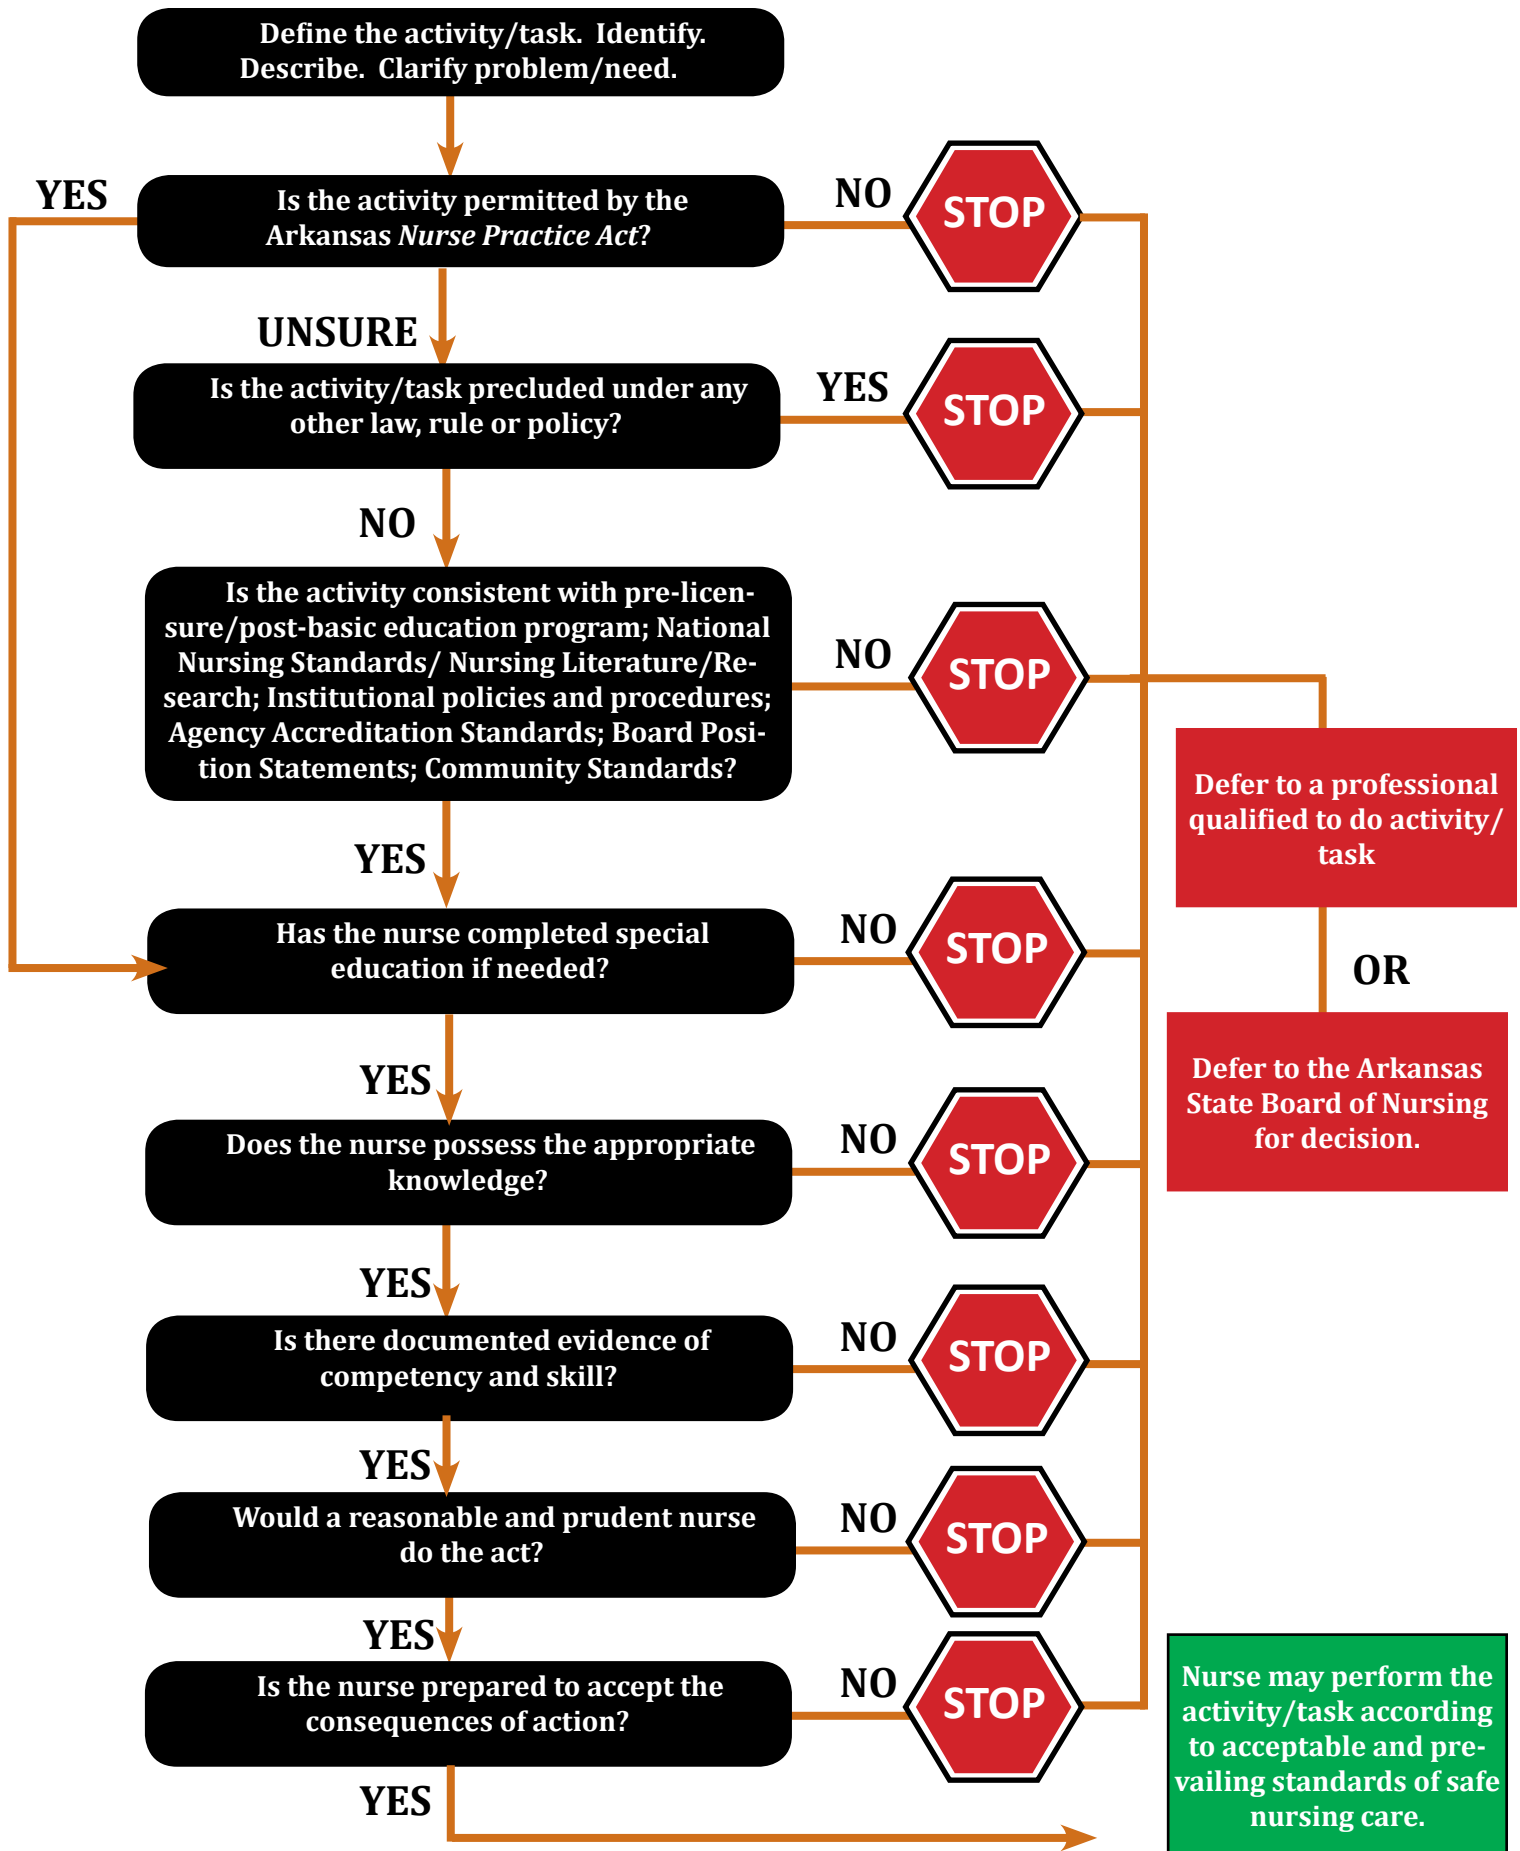 Define the activity/task. Identify.
Describe. Clarify problem/need.
YES
Is the activity permitted by the
Arkansas Nurse Practice Act?
NO
STOP
UNSURE
Is the activity/task precluded under any
other law, rule or policy?
YES
STOP
NO
Is the activity consistent with pre-licen-
sure/post-basic education program; National
Nursing Standards/ Nursing Literature/Re-
search; Institutional policies and procedures;
Agency Accreditation Standards; Board Posi-
tion Statements; Community Standards?
NO
STOP
Defer to a professional
qualified to do activity/
task
YES
Has the nurse completed special
education if needed?
NO
STOP
OR
Defer to the Arkansas
State Board of Nursing
for decision.
YES
Does the nurse possess the appropriate
knowledge?
NO
STOP
YES
Is there documented evidence of
competency and skill?
NO
STOP
YES
Would a reasonable and prudent nurse
do the act?
NO
STOP
YES
Is the nurse prepared to accept the
consequences of action?
NO
STOP
YES
Nurse may perform the
activity/task according
to acceptable and pre-
vailing standards of safe
nursing care.